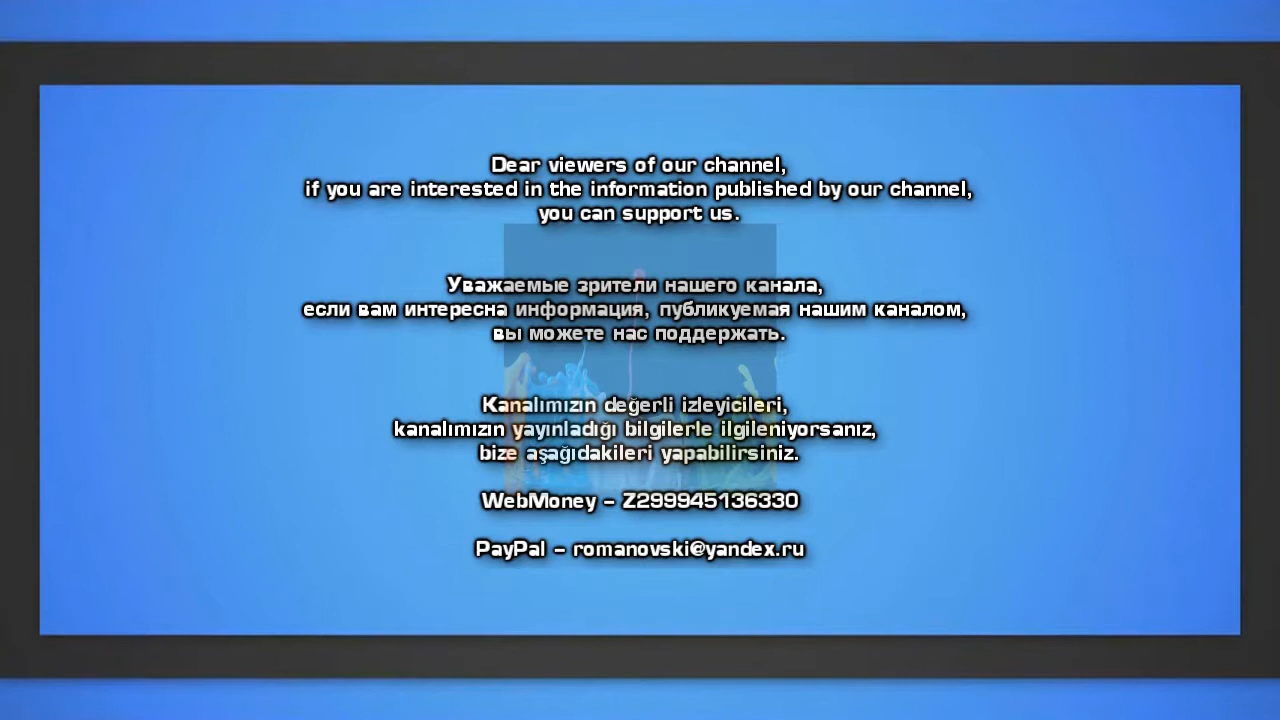 Dear viewers of our channel,
if you are interested in the information published by our channel,
you can support us.
Уважаемые зрители нашего канала,
если вам интересна информация, публикуемая нашим каналом,
вы можете нас поддержать.
Kanalımızın değerli izleyicileri,
kanalımızın yayınladığı bilgilerle ilgileniyorsanız,
bize aşağıdakileri yapabilirsiniz.
WebMoney - Z299945136330
PayPal - romanovski@yandex.ru